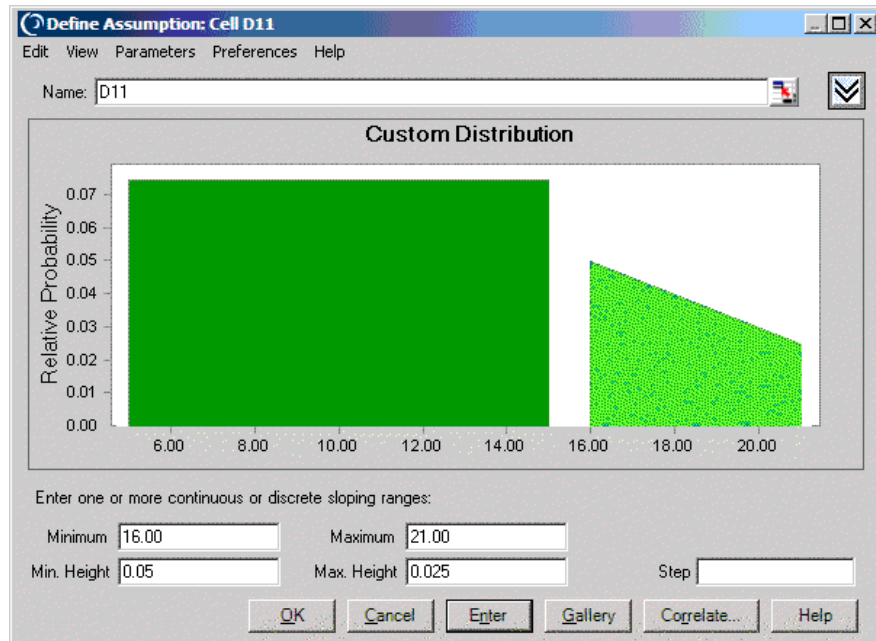 Define Assumption: Cell D11
Edit View Parameters Preferences Help
Name: D11
Custom Distribution
Relative Probability
0.07
0.06
0.05
0.04
0.03
0.02
0.01
0.00
6.00 8.00 10.00 12.00 14.00 16.00 18.00 20.00
Enter one or more continuous or discrete sloping ranges:
Minimum 16.00 Maximum 21.00
Min. Height 0.05 Max. Height 0.025 Step
OK Cancel Enter Gallery Correlate... Help